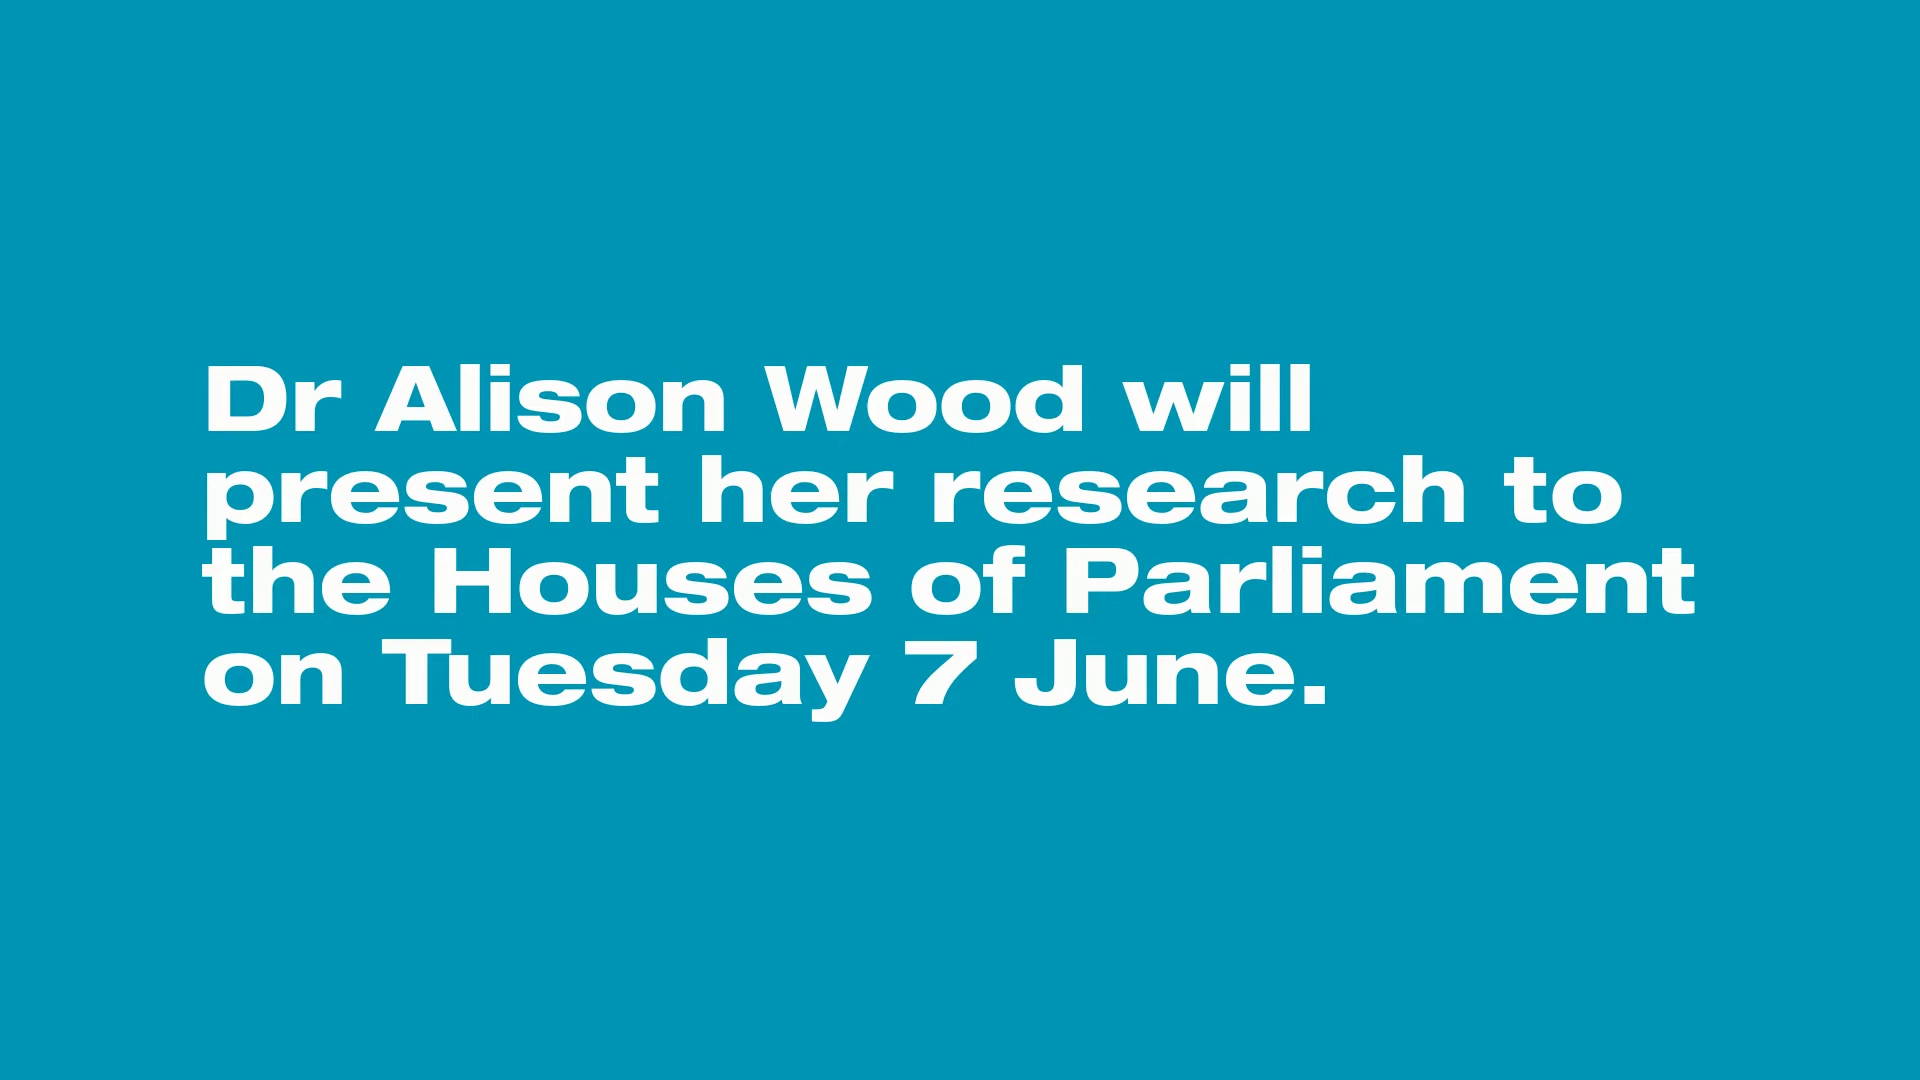 Dr Alison Wood will
present her research to
the Houses of Parliament
on Tuesday 7 June.